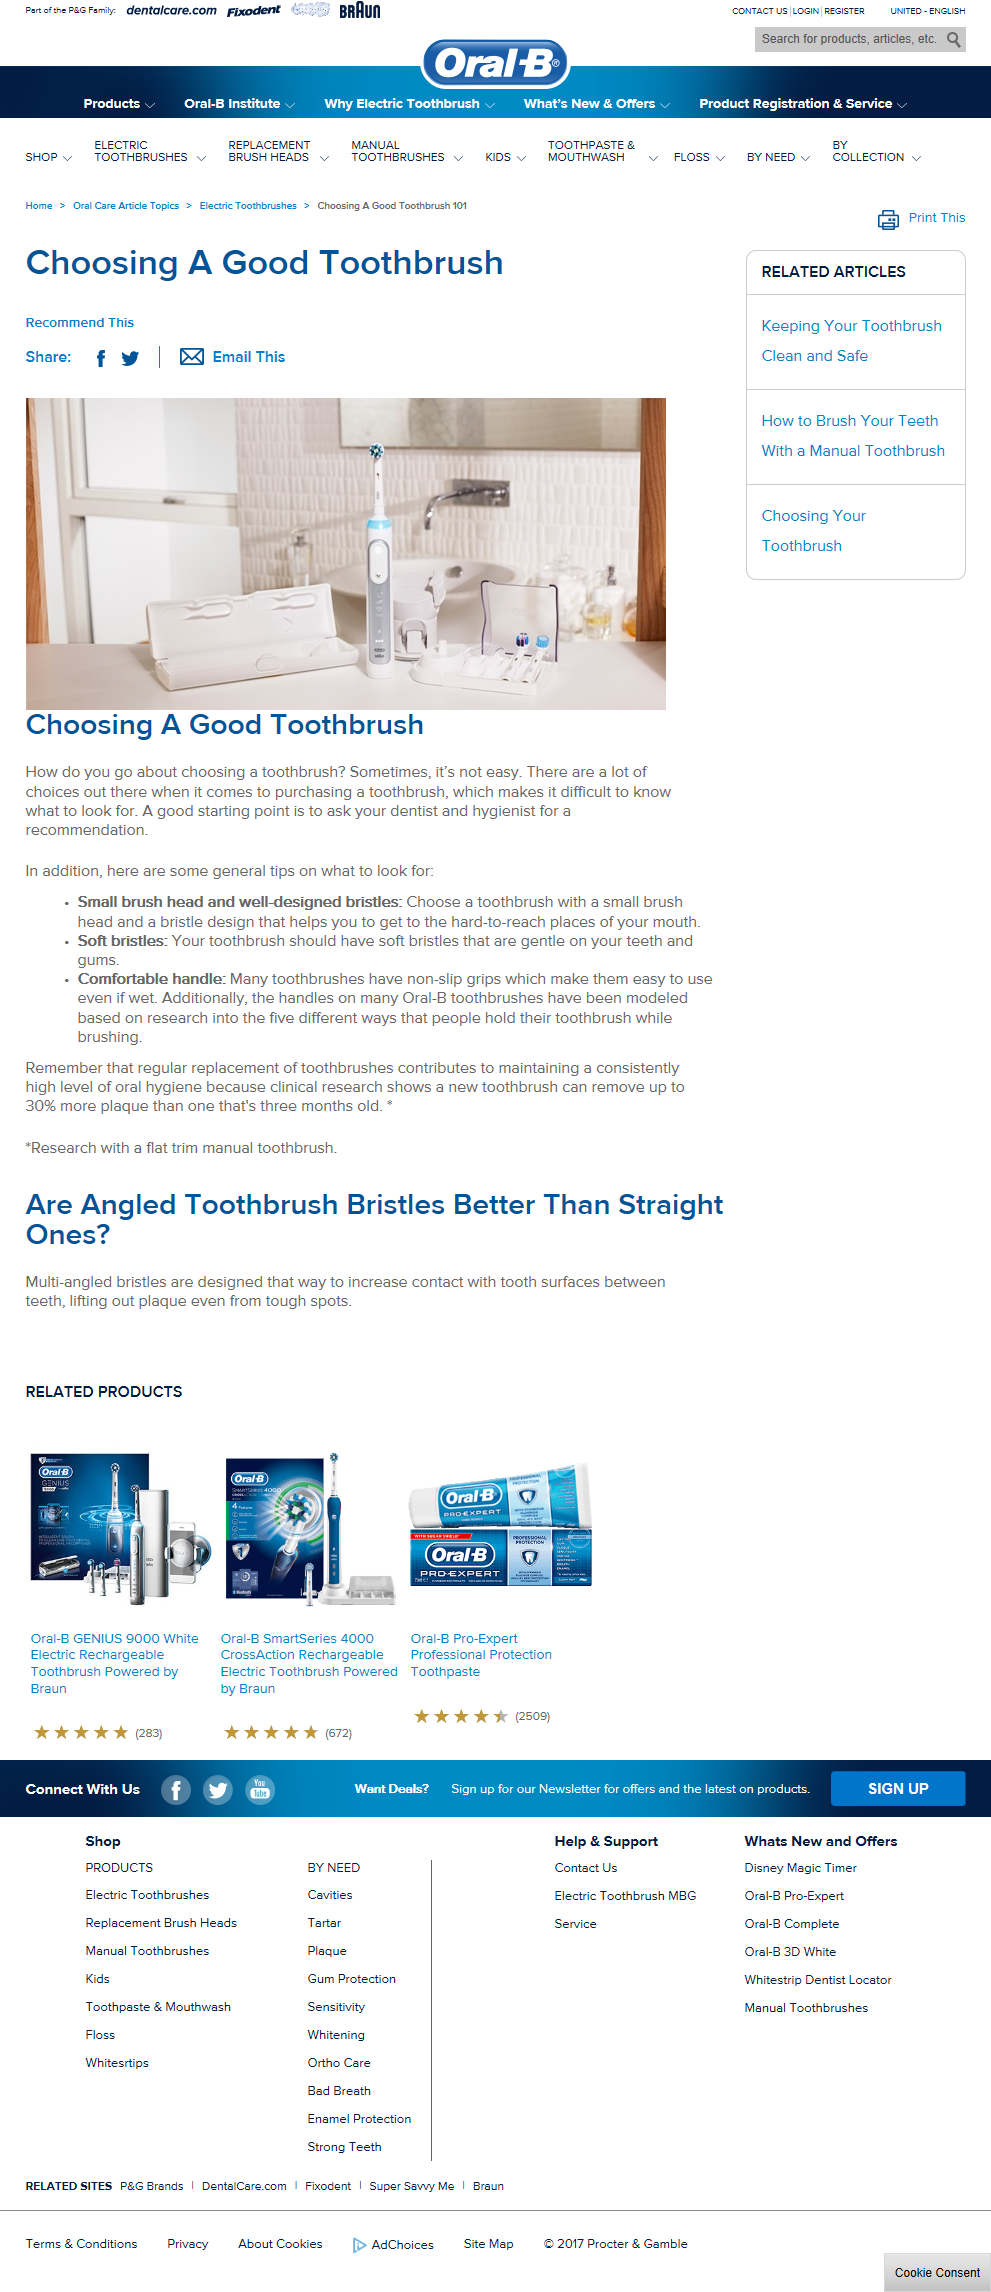 Part of the P&G Family:
dentalcare.com
Fixodent
BRAUN
CONTACT US | LOGIN | REGISTER
UNITED - ENGLISH
Search for products, articles, etc.
Oral-B®
Products
Oral-B Institute
Why Electric Toothbrush
What's New & Offers
Product Registration & Service
SHOP
ELECTRIC
TOOTHBRUSHES
REPLACEMENT
BRUSH HEADS
MANUAL
TOOTHBRUSHES
KIDS
TOOTHPASTE &
MOUTHWASH
FLOSS
BY NEED
BY
COLLECTION
Home > Oral Care Article Topics > Electric Toothbrushes > Choosing A Good Toothbrush 101
Print This
Choosing A Good Toothbrush
Recommend This
Share:
Email This
RELATED ARTICLES
Keeping Your Toothbrush
Clean and Safe
How to Brush Your Teeth
With a Manual Toothbrush
Choosing Your
Toothbrush
Choosing A Good Toothbrush
How do you go about choosing a toothbrush? Sometimes, it's not easy. There are a lot of
choices out there when it comes to purchasing a toothbrush, which makes it difficult to know
what to look for. A good starting point is to ask your dentist and hygienist for a
recommendation.
In addition, here are some general tips on what to look for:
• Small brush head and well-designed bristles: Choose a toothbrush with a small brush
head and a bristle design that helps you to get to the hard-to-reach places of your mouth.
• Soft bristles: Your toothbrush should have soft bristles that are gentle on your teeth and
gums.
• Comfortable handle: Many toothbrushes have non-slip grips which make them easy to use
even if wet. Additionally, the handles on many Oral-B toothbrushes have been modeled
based on research into the five different ways that people hold their toothbrush while
brushing.
Remember that regular replacement of toothbrushes contributes to maintaining a consistently
high level of oral hygiene because clinical research shows a new toothbrush can remove up to
30% more plaque than one that's three months old. *
*Research with a flat trim manual toothbrush.
Are Angled Toothbrush Bristles Better Than Straight
Ones?
Multi-angled bristles are designed that way to increase contact with tooth surfaces between
teeth, lifting out plaque even from tough spots.
RELATED PRODUCTS
Oral-B
GENIUS
Oral-B
SMARTSERIES 4000
Oral-B
PRO-EXPERT
PROFESSIONAL
PROTECTION
Oral-B
PRO-EXPERT
PROFESSIONAL
PROTECTION
Oral-B GENIUS 9000 White
Electric Rechargeable
Toothbrush Powered by
Braun
(283)
Oral-B SmartSeries 4000
CrossAction Rechargeable
Electric Toothbrush Powered
by Braun
(672)
Oral-B Pro-Expert
Professional Protection
Toothpaste
(2509)
Connect With Us
You
Tube
Want Deals?
Sign up for our Newsletter for offers and the latest on products.
SIGN UP
Shop
PRODUCTS
Electric Toothbrushes
Replacement Brush Heads
Manual Toothbrushes
Kids
Toothpaste & Mouthwash
Floss
Whitesrtips
BY NEED
Cavities
Tartar
Plaque
Gum Protection
Sensitivity
Whitening
Ortho Care
Bad Breath
Enamel Protection
Strong Teeth
Help & Support
Contact Us
Electric Toothbrush MBG
Service
Whats New and Offers
Disney Magic Timer
Oral-B Pro-Expert
Oral-B Complete
Oral-B 3D White
Whitestrip Dentist Locator
Manual Toothbrushes
RELATED SITES P&G Brands | DentalCare.com | Fixodent | Super Savvy Me | Braun
Terms & Conditions
Privacy
About Cookies
AdChoices
Site Map
© 2017 Procter & Gamble
Cookie Consent